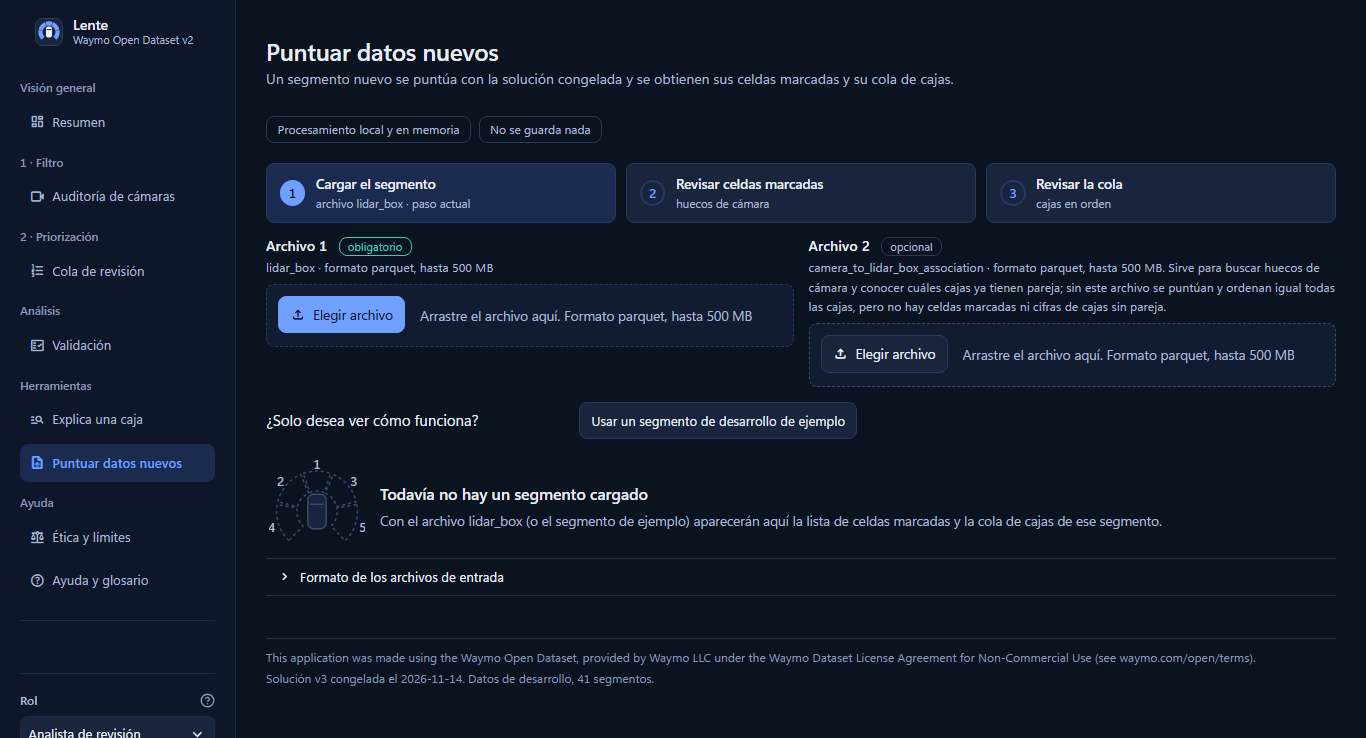 Lente
Waymo Open Dataset v2
Visión general
Resumen
1 · Filtro
Auditoría de cámaras
2 · Priorización
Cola de revisión
Análisis
Validación
Herramientas
Explica una caja
Puntuar datos nuevos
Ayuda
Ética y límites
Ayuda y glosario
Rol
Analista de revisión
Puntuar datos nuevos
Un segmento nuevo se puntúa con la solución congelada y se obtienen sus celdas marcadas y su cola de cajas.
Procesamiento local y en memoria
No se guarda nada
1
Cargar el segmento
archivo lidar_box · paso actual
2
Revisar celdas marcadas
huecos de cámara
3
Revisar la cola
cajas en orden
Archivo 1 obligatorio
lidar_box · formato parquet, hasta 500 MB
Elegir archivo
Arrastre el archivo aquí. Formato parquet, hasta 500 MB
Archivo 2 opcional
camera_to_lidar_box_association · formato parquet, hasta 500 MB. Sirve para buscar huecos de
cámara y conocer cuáles cajas ya tienen pareja; sin este archivo se puntúan y ordenan igual todas
las cajas, pero no hay celdas marcadas ni cifras de cajas sin pareja.
Elegir archivo
Arrastre el archivo aquí. Formato parquet, hasta 500 MB
¿Solo desea ver cómo funciona?
Usar un segmento de desarrollo de ejemplo
1
2
3
4
5
Todavía no hay un segmento cargado
Con el archivo lidar_box (o el segmento de ejemplo) aparecerán aquí la lista de celdas marcadas y la cola de cajas de ese segmento.
Formato de los archivos de entrada
This application was made using the Waymo Open Dataset, provided by Waymo LLC under the Waymo Dataset License Agreement for Non-Commercial Use (see waymo.com/open/terms).
Solución v3 congelada el 2026-11-14. Datos de desarrollo, 41 segmentos.